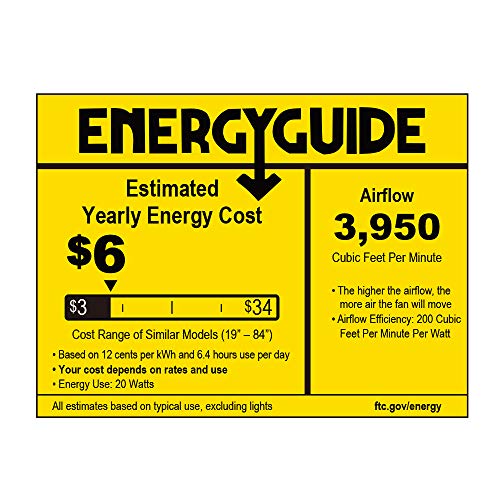 ENERGYGUIDE
Estimated
Yearly Energy Cost
$6
$3 $34
Cost Range of Similar Models (19” – 84”)
• Based on 12 cents per kWh and 6.4 hours use per day
• Your cost depends on rates and use
• Energy Use: 20 Watts
Airflow
3,950
Cubic Feet Per Minute
• The higher the airflow, the
more air the fan will move
• Airflow Efficiency: 200 Cubic
Feet Per Minute Per Watt
All estimates based on typical use, excluding lights
ftc.gov/energy